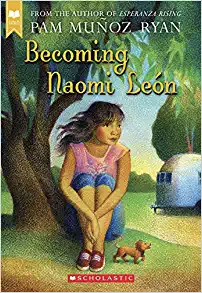 FROM THE AUTHOR OF ESPERANZA RISING
PAM MUÑOZ RYAN
Becoming
Naomi León
SCHOLASTIC